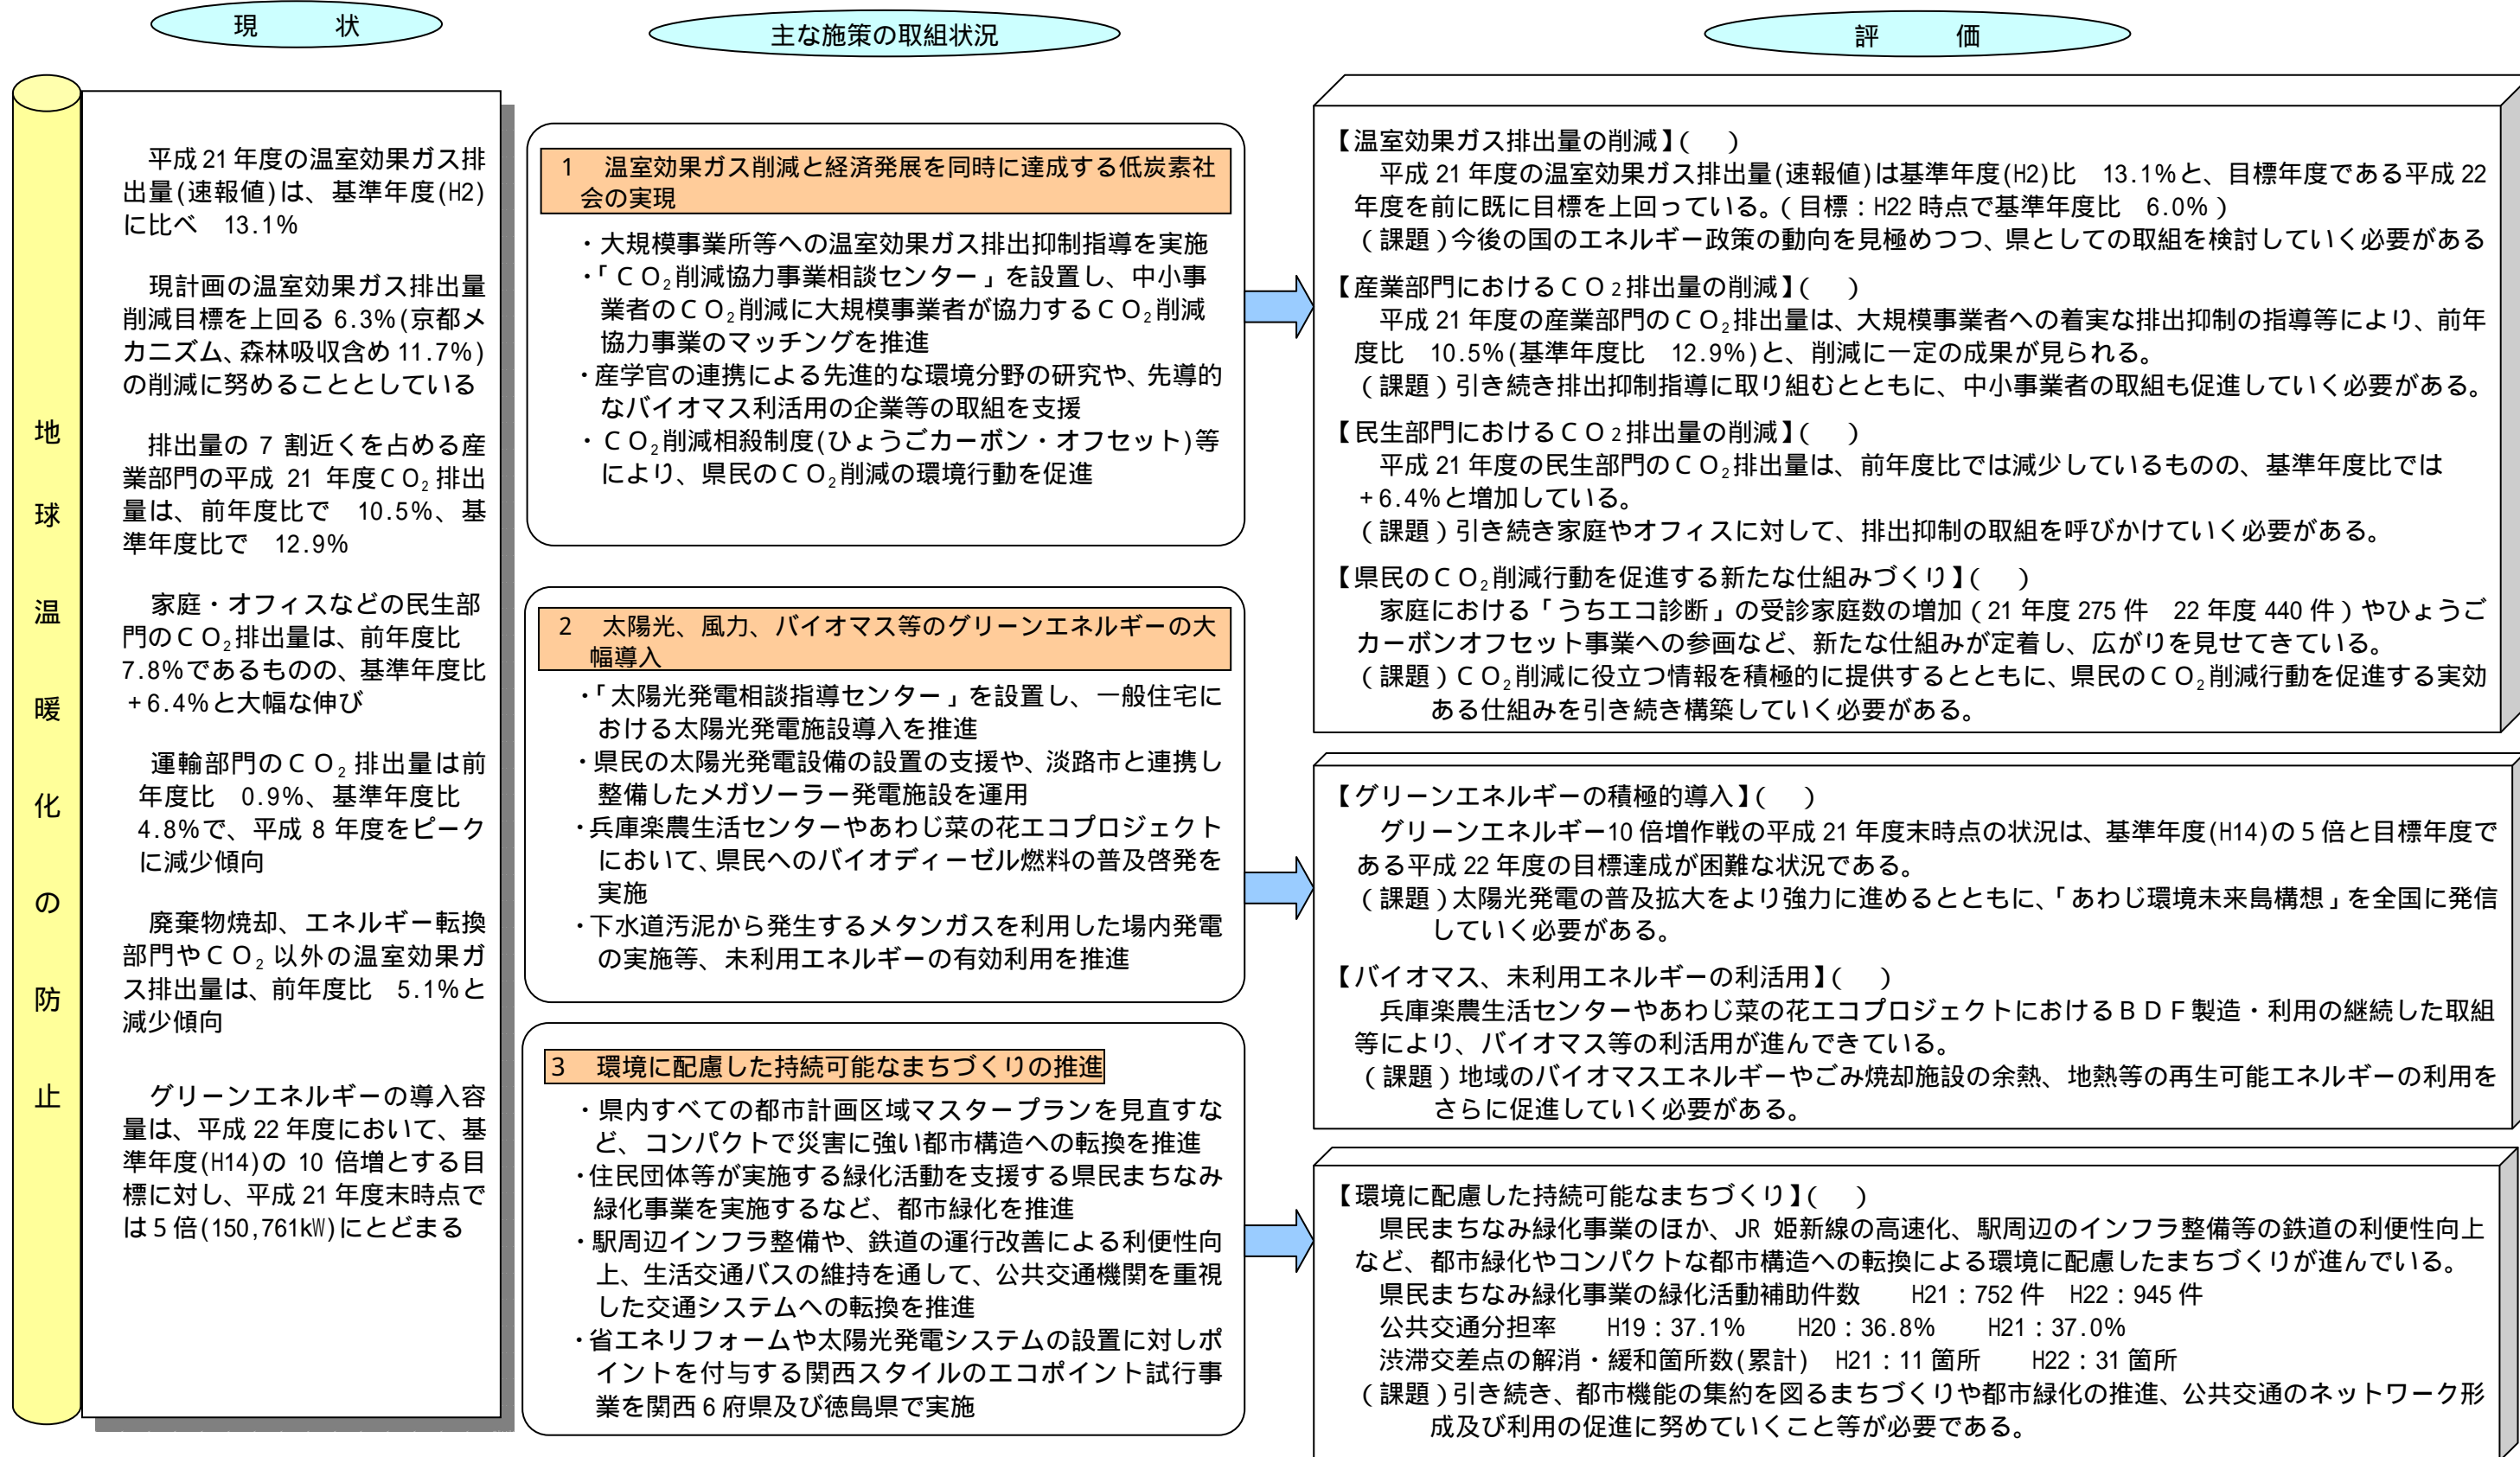 現 状
主な施策の取組状況
評 価
地球温暖化の防止
平成21年度の温室効果ガス排
出量(速報値)は、基準年度(H2)
に比べ 13.1%
現計画の温室効果ガス排出量
削減目標を上回る6.3%(京都メ
カニズム、森林吸収含め11.7%)
の削減に努めることとしている
排出量の7割近くを占める産
業部門の平成 21 年度ＣＯ₂排出
量は、前年度比で 10.5%、基
準年度比で 12.9%
家庭・オフィスなどの民生部
門のＣＯ₂排出量は、前年度比
7.8%であるものの、基準年度比
+6.4%と大幅な伸び
運輸部門のＣＯ₂排出量は前
年度比 0.9%、基準年度比
4.8%で、平成8年度をピーク
に減少傾向
廃棄物焼却、エネルギー転換
部門やＣＯ₂以外の温室効果ガ
ス排出量は、前年度比 5.1%と
減少傾向
グリーンエネルギーの導入容
量は、平成22年度において、基
準年度(H14)の 10 倍増とする目
標に対し、平成21年度末時点で
は5倍(150,761kW)にとどまる
1 温室効果ガス削減と経済発展を同時に達成する低炭素社
会の実現
・大規模事業所等への温室効果ガス排出抑制指導を実施
・「ＣＯ₂削減協力事業相談センター」を設置し、中小事
業者のＣＯ₂削減に大規模事業者が協力するＣＯ₂削減
協力事業のマッチングを推進
・産学官の連携による先進的な環境分野の研究や、先導的
なバイオマス利活用の企業等の取組を支援
・ＣＯ₂削減相殺制度(ひょうごカーボン・オフセット)等
により、県民のＣＯ₂削減の環境行動を促進
2 太陽光、風力、バイオマス等のグリーンエネルギーの大
幅導入
・「太陽光発電相談指導センター」を設置し、一般住宅に
おける太陽光発電施設導入を推進
・県民の太陽光発電設備の設置の支援や、淡路市と連携し
整備したメガソーラー発電施設を運用
・兵庫楽農生活センターやあわじ菜の花エコプロジェクト
において、県民へのバイオディーゼル燃料の普及啓発を
実施
・下水道汚泥から発生するメタンガスを利用した場内発電
の実施等、未利用エネルギーの有効利用を推進
3 環境に配慮した持続可能なまちづくりの推進
・県内すべての都市計画区域マスタープランを見直すな
ど、コンパクトで災害に強い都市構造への転換を推進
・住民団体等が実施する緑化活動を支援する県民まちなみ
緑化事業を実施するなど、都市緑化を推進
・駅周辺インフラ整備や、鉄道の運行改善による利便性向
上、生活交通バスの維持を通して、公共交通機関を重視
した交通システムへの転換を推進
・省エネリフォームや太陽光発電システムの設置に対しポ
イントを付与する関西スタイルのエコポイント試行事
業を関西6府県及び徳島県で実施
【温室効果ガス排出量の削減】( )
平成21年度の温室効果ガス排出量(速報値)は基準年度(H2)比 13.1%と、目標年度である平成22
年度を前に既に目標を上回っている。(目標：H22時点で基準年度比 6.0%)
(課題)今後の国のエネルギー政策の動向を見極めつつ、県としての取組を検討していく必要がある
【産業部門におけるＣＯ2排出量の削減】( )
平成21年度の産業部門のＣＯ₂排出量は、大規模事業者への着実な排出抑制の指導等により、前年
度比 10.5%(基準年度比 12.9%)と、削減に一定の成果が見られる。
(課題)引き続き排出抑制指導に取り組むとともに、中小事業者の取組も促進していく必要がある。
【民生部門におけるＣＯ2排出量の削減】( )
平成21年度の民生部門のＣＯ₂排出量は、前年度比では減少しているものの、基準年度比では
+6.4%と増加している。
(課題)引き続き家庭やオフィスに対して、排出抑制の取組を呼びかけていく必要がある。
【県民のＣＯ₂削減行動を促進する新たな仕組みづくり】( )
家庭における「うちエコ診断」の受診家庭数の増加(21年度275件 22年度440件)やひょうご
カーボンオフセット事業への参画など、新たな仕組みが定着し、広がりを見せてきている。
(課題)ＣＯ₂削減に役立つ情報を積極的に提供するとともに、県民のＣＯ₂削減行動を促進する実効
ある仕組みを引き続き構築していく必要がある。
【グリーンエネルギーの積極的導入】( )
グリーンエネルギー10倍増作戦の平成21年度末時点の状況は、基準年度(H14)の5倍と目標年度で
ある平成22年度の目標達成が困難な状況である。
(課題)太陽光発電の普及拡大をより強力に進めるとともに、「あわじ環境未来島構想」を全国に発信
していく必要がある。
【バイオマス、未利用エネルギーの利活用】( )
兵庫楽農生活センターやあわじ菜の花エコプロジェクトにおけるＢＤＦ製造・利用の継続した取組
等により、バイオマス等の利活用が進んできている。
(課題)地域のバイオマスエネルギーやごみ焼却施設の余熱、地熱等の再生可能エネルギーの利用を
さらに促進していく必要がある。
【環境に配慮した持続可能なまちづくり】( )
県民まちなみ緑化事業のほか、JR 姫新線の高速化、駅周辺のインフラ整備等の鉄道の利便性向上
など、都市緑化やコンパクトな都市構造への転換による環境に配慮したまちづくりが進んでいる。
県民まちなみ緑化事業の緑化活動補助件数 H21：752件 H22：945件
公共交通分担率 H19：37.1% H20：36.8% H21：37.0%
渋滞交差点の解消・緩和箇所数(累計) H21：11箇所 H22：31箇所
(課題)引き続き、都市機能の集約を図るまちづくりや都市緑化の推進、公共交通のネットワーク形
成及び利用の促進に努めていくこと等が必要である。